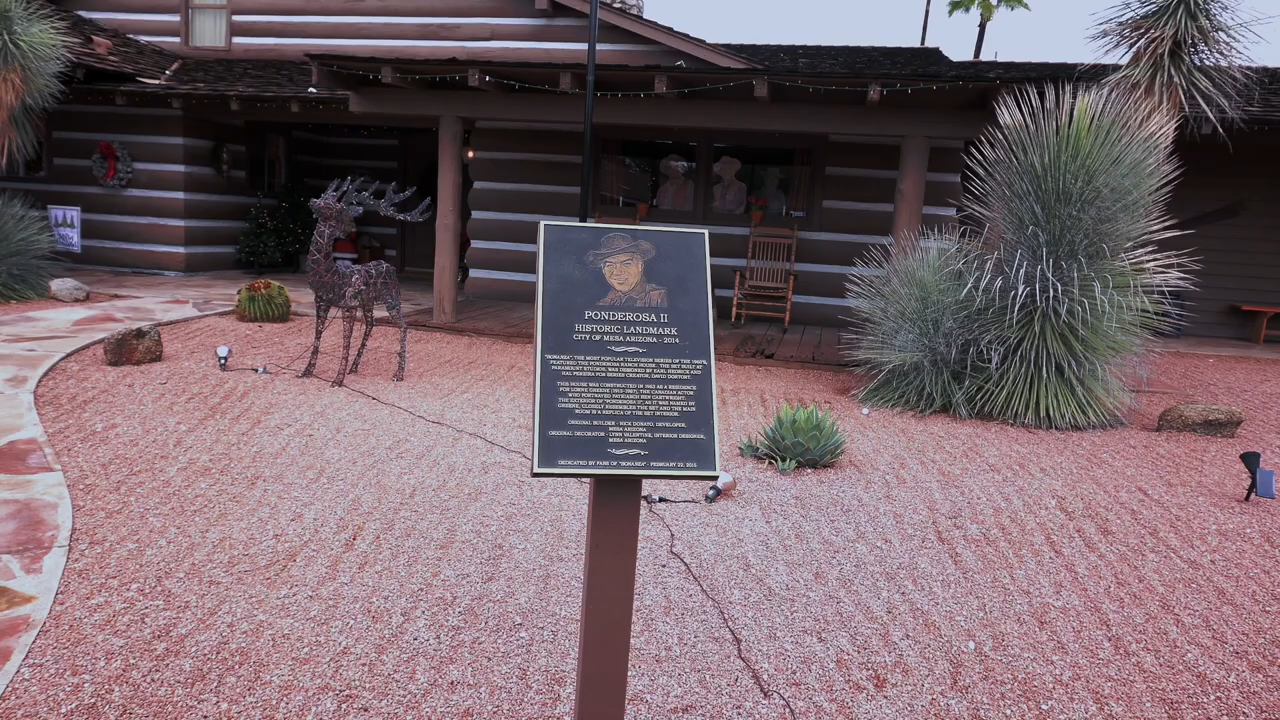 PONDEROSA II
HISTORIC LANDMARK
CITY OF MESA ARIZONA - 2014
"BONANZA", THE MOST POPULAR TELEVISION SERIES OF THE 1960'S,
FEATURED THE PONDEROSA RANCH HOUSE. THE SET BUILT AT
PARAMOUNT STUDIOS, WAS DESIGNED BY EARL HEDRICK AND
HAL PEREIRA FOR SERIES CREATOR, DAVID DORTORT.
THIS HOUSE WAS CONSTRUCTED IN 1963 AS A RESIDENCE
FOR LORNE GREENE (1915-1987), THE CANADIAN ACTOR
WHO PORTRAYED PATRIARCH BEN CARTWRIGHT.
THE EXTERIOR OF "PONDEROSA II", AS IT WAS NAMED BY
GREENE, CLOSELY RESEMBLES THE SET AND THE MAIN
ROOM IS A REPLICA OF THE SET INTERIOR.
ORIGINAL BUILDER - NICK DONATO, DEVELOPER,
MESA ARIZONA
ORIGINAL DECORATOR - LYNN VALENTINE, INTERIOR DESIGNER,
MESA ARIZONA
DEDICATED BY FANS OF "BONANZA" - FEBRUARY 22, 2015